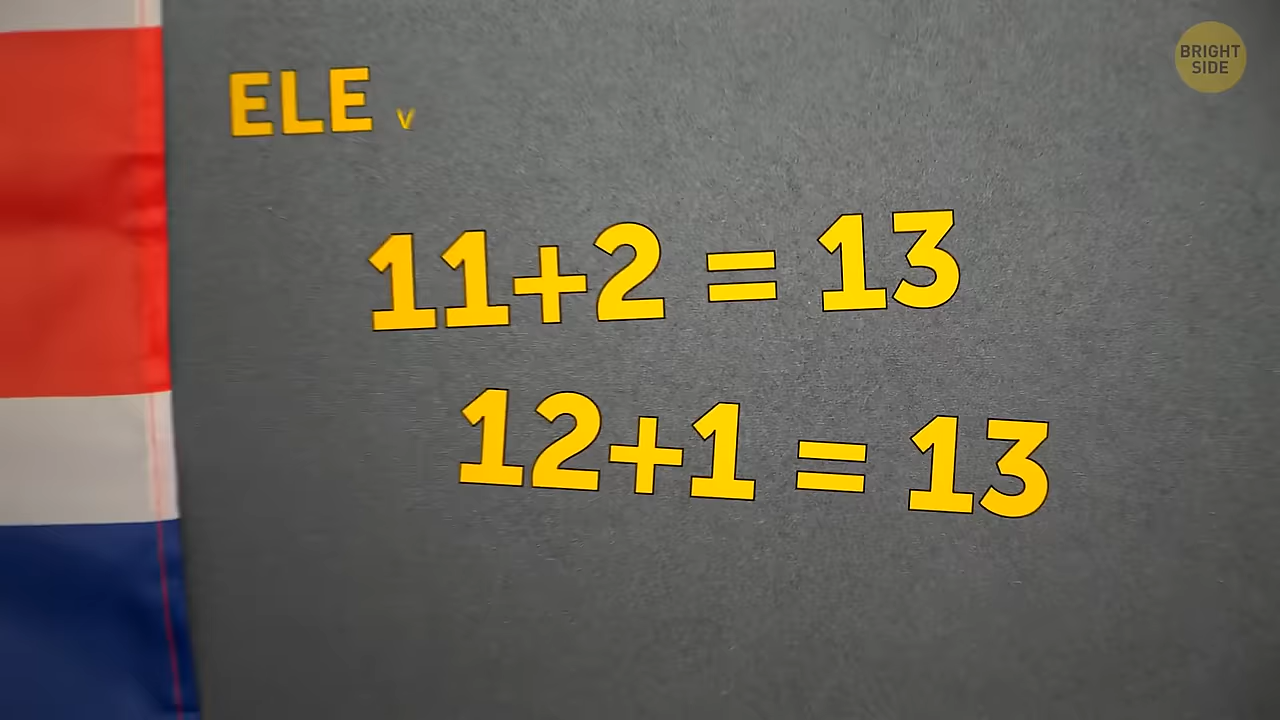 BRIGHT
SIDE
ELE v
11+2 = 13
12+1 = 13